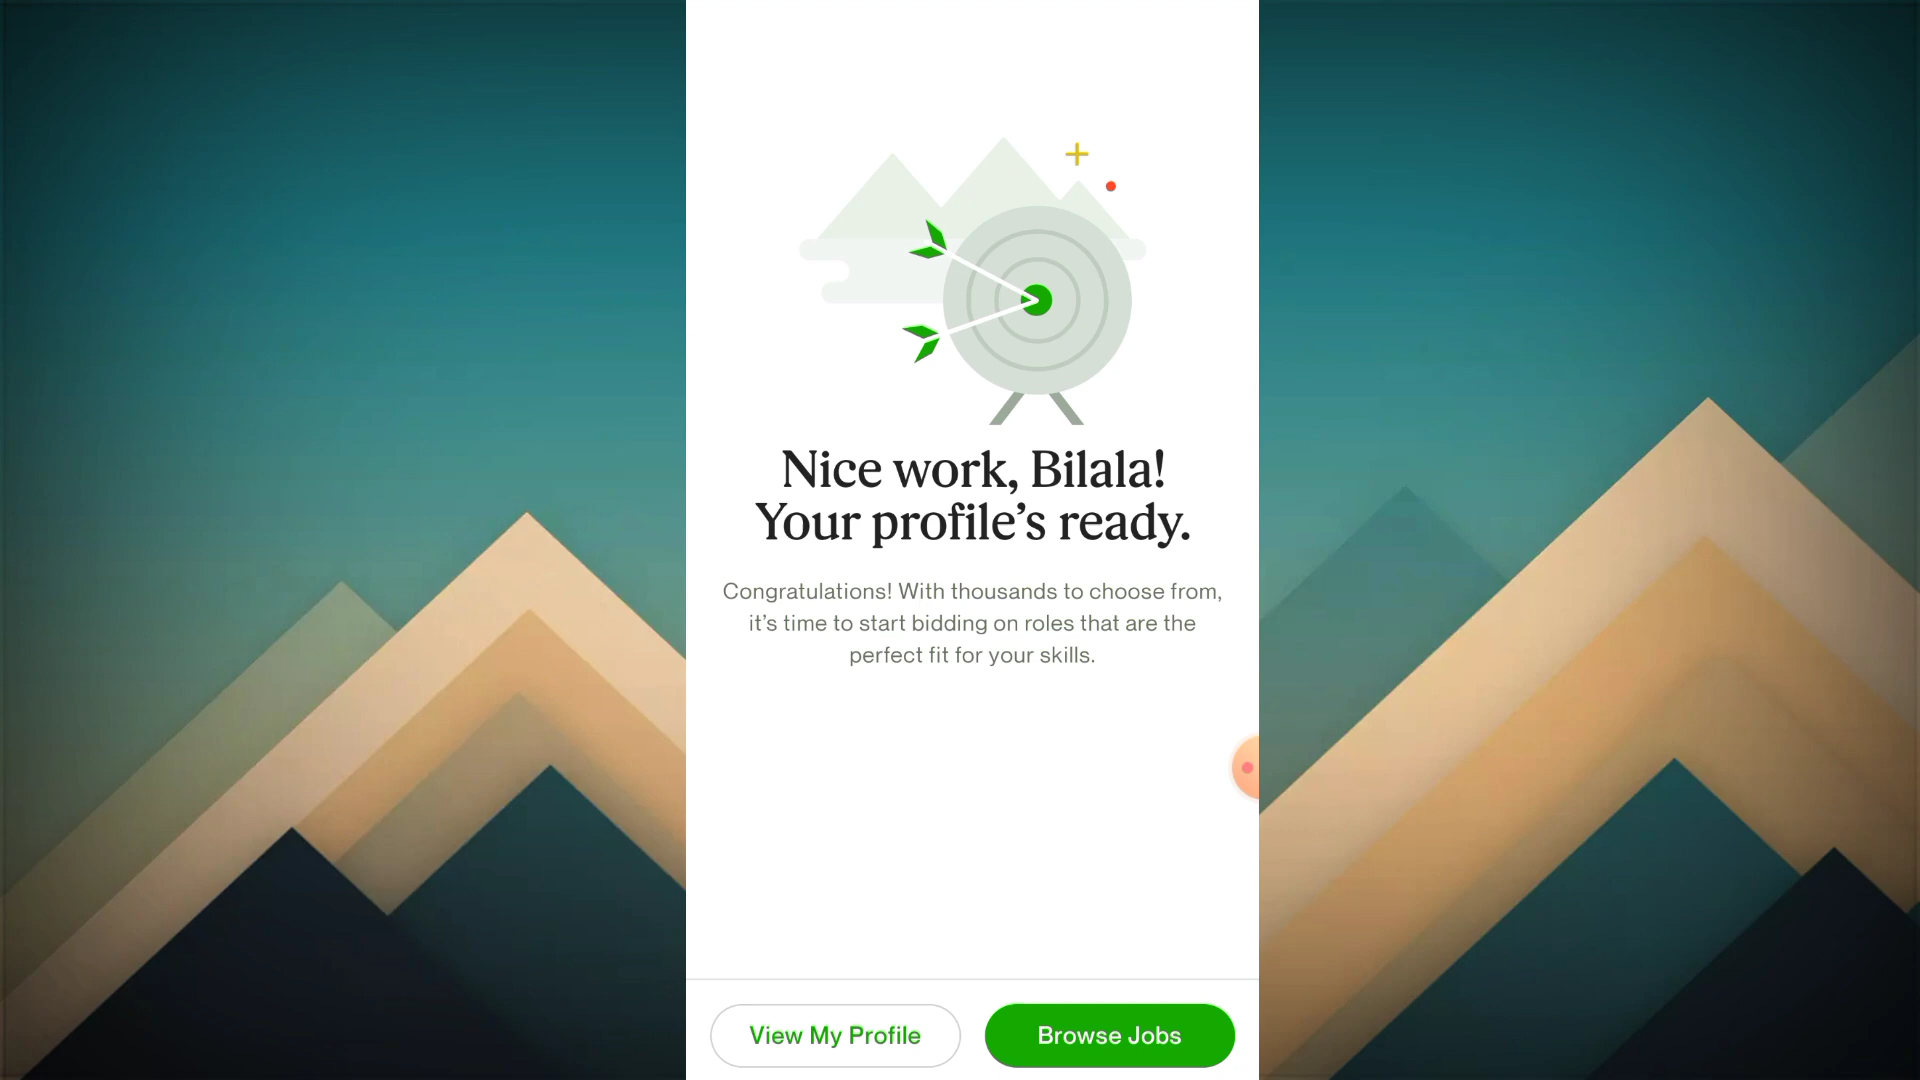 Nice work, Bilala!
Your profile’s ready.
Congratulations! With thousands to choose from,
it’s time to start bidding on roles that are the
perfect fit for your skills.
View My Profile
Browse Jobs